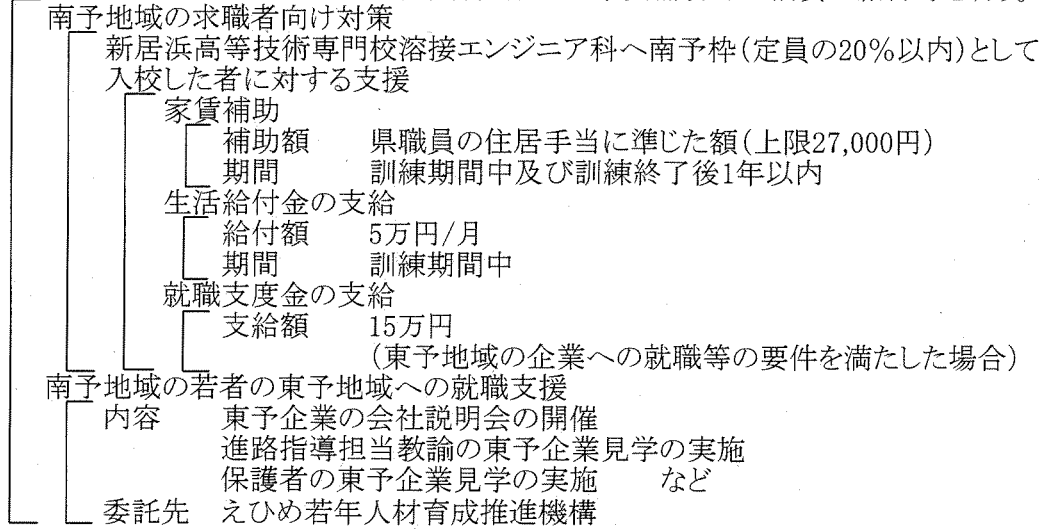 南予地域の求職者向け対策
新居浜高等技術専門校溶接エンジニア科へ南予枠(定員の20%以内)として
入校した者に対する支援
家賃補助
補助額 県職員の住居手当に準じた額(上限27,000円)
期間 訓練期間中及び訓練終了後1年以内
生活給付金の支給
給付額 5万円/月
期間 訓練期間中
就職支度金の支給
支給額 15万円
(東予地域の企業への就職等の要件を満たした場合)
南予地域の若者の東予地域への就職支援
内容 東予企業の会社説明会の開催
進路指導担当教諭の東予企業見学の実施
保護者の東予企業見学の実施 など
委託先 えひめ若年人材育成推進機構